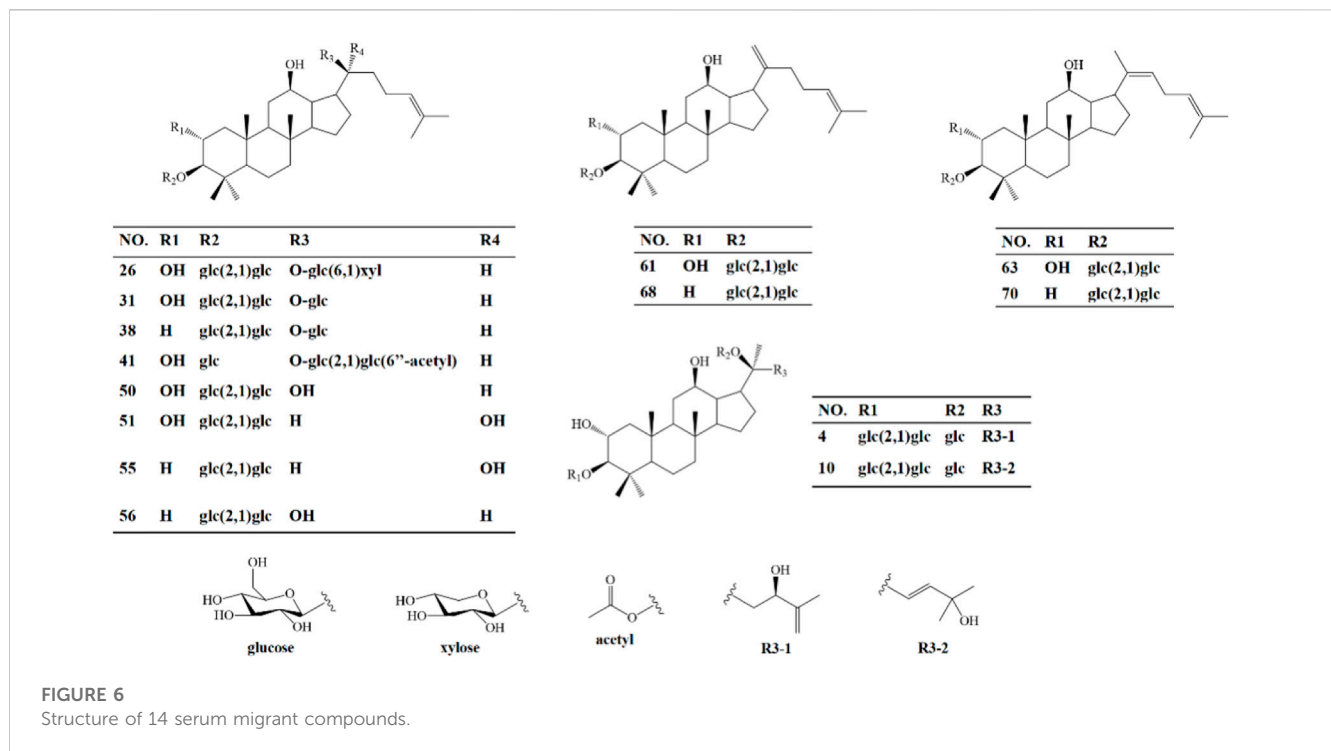 OH
R3
R4
R1
R2O
OH
R1
R2O
OH
R1
R2O
NO. R1 R2 R3 R4
26 OH glc(2,1)glc O-glc(6,1)xyl H
31 OH glc(2,1)glc O-glc H
38 H glc(2,1)glc O-glc H
41 OH glc O-glc(2,1)glc(6’’-acetyl) H
50 OH glc(2,1)glc OH H
51 OH glc(2,1)glc H OH
55 H glc(2,1)glc H OH
56 H glc(2,1)glc OH H
NO. R1 R2
61 OH glc(2,1)glc
68 H glc(2,1)glc
NO. R1 R2
63 OH glc(2,1)glc
70 H glc(2,1)glc
R2O
OH
R3
HO
R1O
NO. R1 R2 R3
4 glc(2,1)glc glc R3-1
10 glc(2,1)glc glc R3-2
OH
O
HO
HO
OH
glucose
O
HO
HO
OH
xylose
O
O
acetyl
OH
R3-1
OH
R3-2
FIGURE 6
Structure of 14 serum migrant compounds.